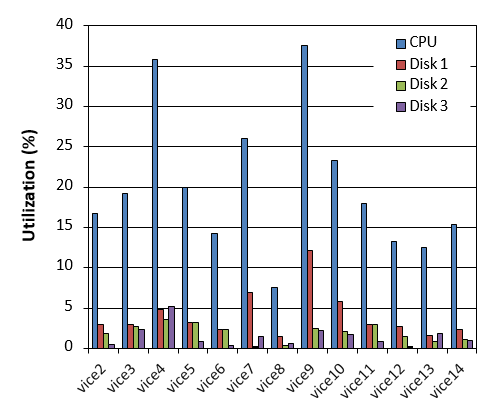 40
35
30
25
20
15
10
5
0
Utilization (%)
CPU
Disk 1
Disk 2
Disk 3
vice2
vice3
vice4
vice5
vice6
vice7
vice8
vice9
vice10
vice11
vice12
vice13
vice14